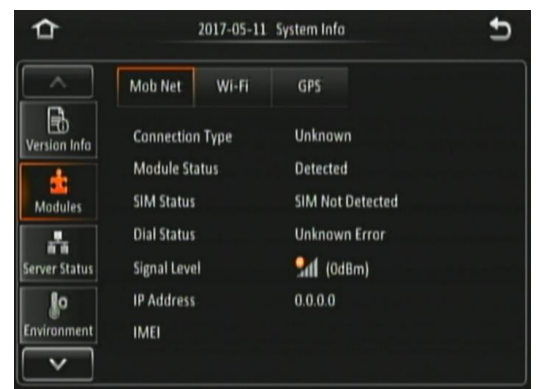 2017-05-11 System Info
Mob Net Wi-Fi GPS
Version Info
Modules
Server Status
Environment
Connection Type Unknown
Module Status Detected
SIM Status SIM Not Detected
Dial Status Unknown Error
Signal Level (0dBm)
IP Address 0.0.0.0
IMEI